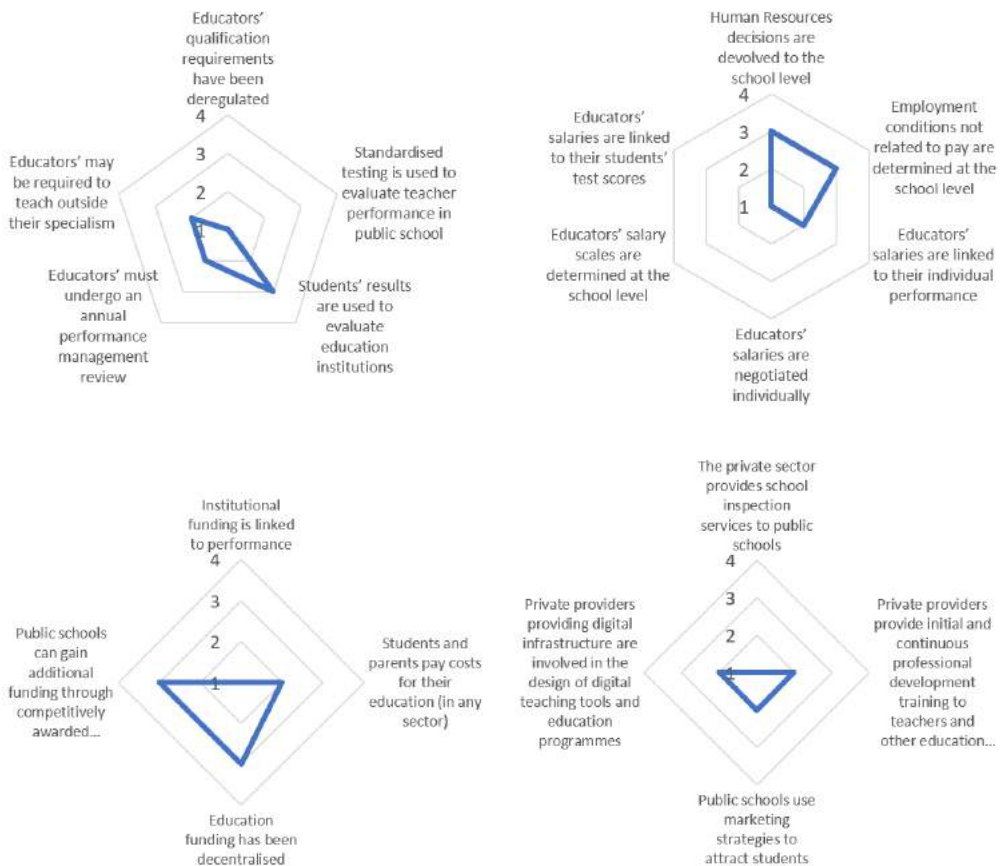 Educators'
qualification
requirements
have been
deregulated
4
3
2
1
Standardised
testing is used to
evaluate teacher
performance in
public school
Students' results
are used to
evaluate
education
institutions
Educators' must
undergo an
annual
performance
management
review
Educators' may
be required to
teach outside
their specialism
Human Resources
decisions are
devolved to the
school level
4
3
2
1
Employment
conditions not
related to pay are
determined at the
school level
Educators'
salaries are linked
to their individual
performance
Educators'
salaries are
negotiated
individually
Educators' salary
scales are
determined at the
school level
Educators'
salaries are linked
to their students'
test scores
Institutional
funding is linked
to performance
4
3
2
1
Students and
parents pay costs
for their
education (in any
sector)
Education
funding has been
decentralised
Public schools
can gain
additional
funding through
competitively
awarded...
The private sector
provides school
inspection
services to public
schools
4
3
2
1
Private providers
provide initial and
continuous
professional
development
training to
teachers and
other education...
Public schools use
marketing
strategies to
attract students
Private providers
providing digital
infrastructure are
involved in the
design of digital
teaching tools and
education
programmes